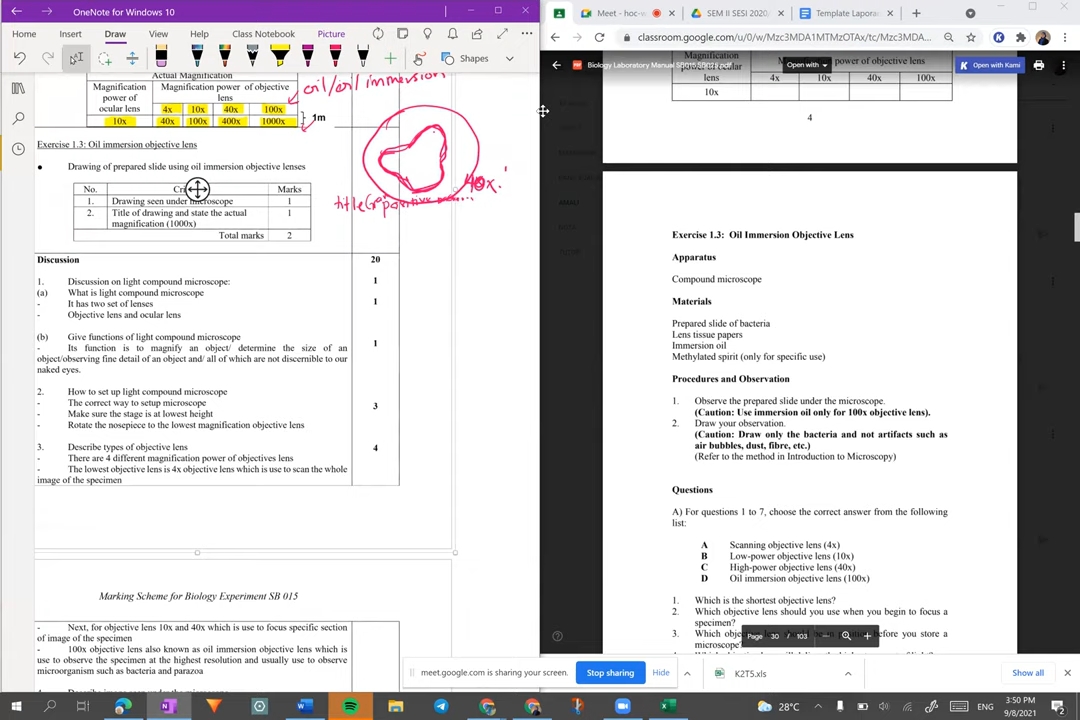 OneNote for Windows 10
Home
Insert
Draw
View
Help
Class Notebook
Picture
Shapes
Actual Magnification
Magnification power of ocular lens
Magnification power of objective lens
4x 10x 40x 100x
10x 40x 100x 400x 1000x
1m
oil/oil immersion
Exercise 1.3: Oil immersion objective lens
Drawing of prepared slide using oil immersion objective lenses
No. Cri Marks
1. Drawing seen under microscope 1
2. Title of drawing and state the actual 1
magnification (1000x)
Total marks 2
40x.
Discussion 20
1. Discussion on light compound microscope: 1
(a) What is light compound microscope
- It has two set of lenses 1
- Objective lens and ocular lens
(b) Give functions of light compound microscope
- Its function is to magnify an object/ determine the size of an 1
object/observing fine detail of an object and/ all of which are not discernible to our
naked eyes.
2. How to set up light compound microscope
- The correct way to setup microscope 3
- Make sure the stage is at lowest height
- Rotate the nosepiece to the lowest magnification objective lens
3. Describe types of objective lens 4
- There are 4 different magnification power of objectives lens
- The lowest objective lens is 4x objective lens which is use to scan the whole
image of the specimen
Marking Scheme for Biology Experiment SB 015
- Next, for objective lens 10x and 40x which is use to focus specific section
of image of the specimen
- 100x objective lens also known as oil immersion objective lens which is
use to observe the specimen at the highest resolution and usually use to observe
microorganism such as bacteria and parazoa
Meet - hoc-w
SEM II SESI 2020/
Template Lapora
classroom.google.com/u/0/w/Mzc3MDA1MTMzOTAx/tc/Mzc3MDA...
Biology Laboratory Manual
Open with
Open with
power of ocular
lens
power of objective lens
4x 10x 40x 100x
10x
4
Exercise 1.3: Oil Immersion Objective Lens
Apparatus
Compound microscope
Materials
Prepared slide of bacteria
Lens tissue papers
Immersion oil
Methylated spirit (only for specific use)
Procedures and Observation
1. Observe the prepared slide under the microscope.
(Caution: Use immersion oil only for 100x objective lens).
2. Draw your observation.
(Caution: Draw only the bacteria and not artifacts such as
air bubbles, dust, fibre, etc.)
(Refer to the method in Introduction to Microscopy)
Questions
A) For questions 1 to 7, choose the correct answer from the following
list:
A Scanning objective lens (4x)
B Low-power objective lens (10x)
C High-power objective lens (40x)
D Oil immersion objective lens (100x)
1. Which is the shortest objective lens?
2. Which objective lens should you use when you begin to focus a
specimen?
3. Which before you store a
microscope?
Page 30 / 103
meet.google.com is sharing your screen.
Stop sharing
Hide
K2T5.xls
Show all
28°C
3:50 PM
9/8/2021
2